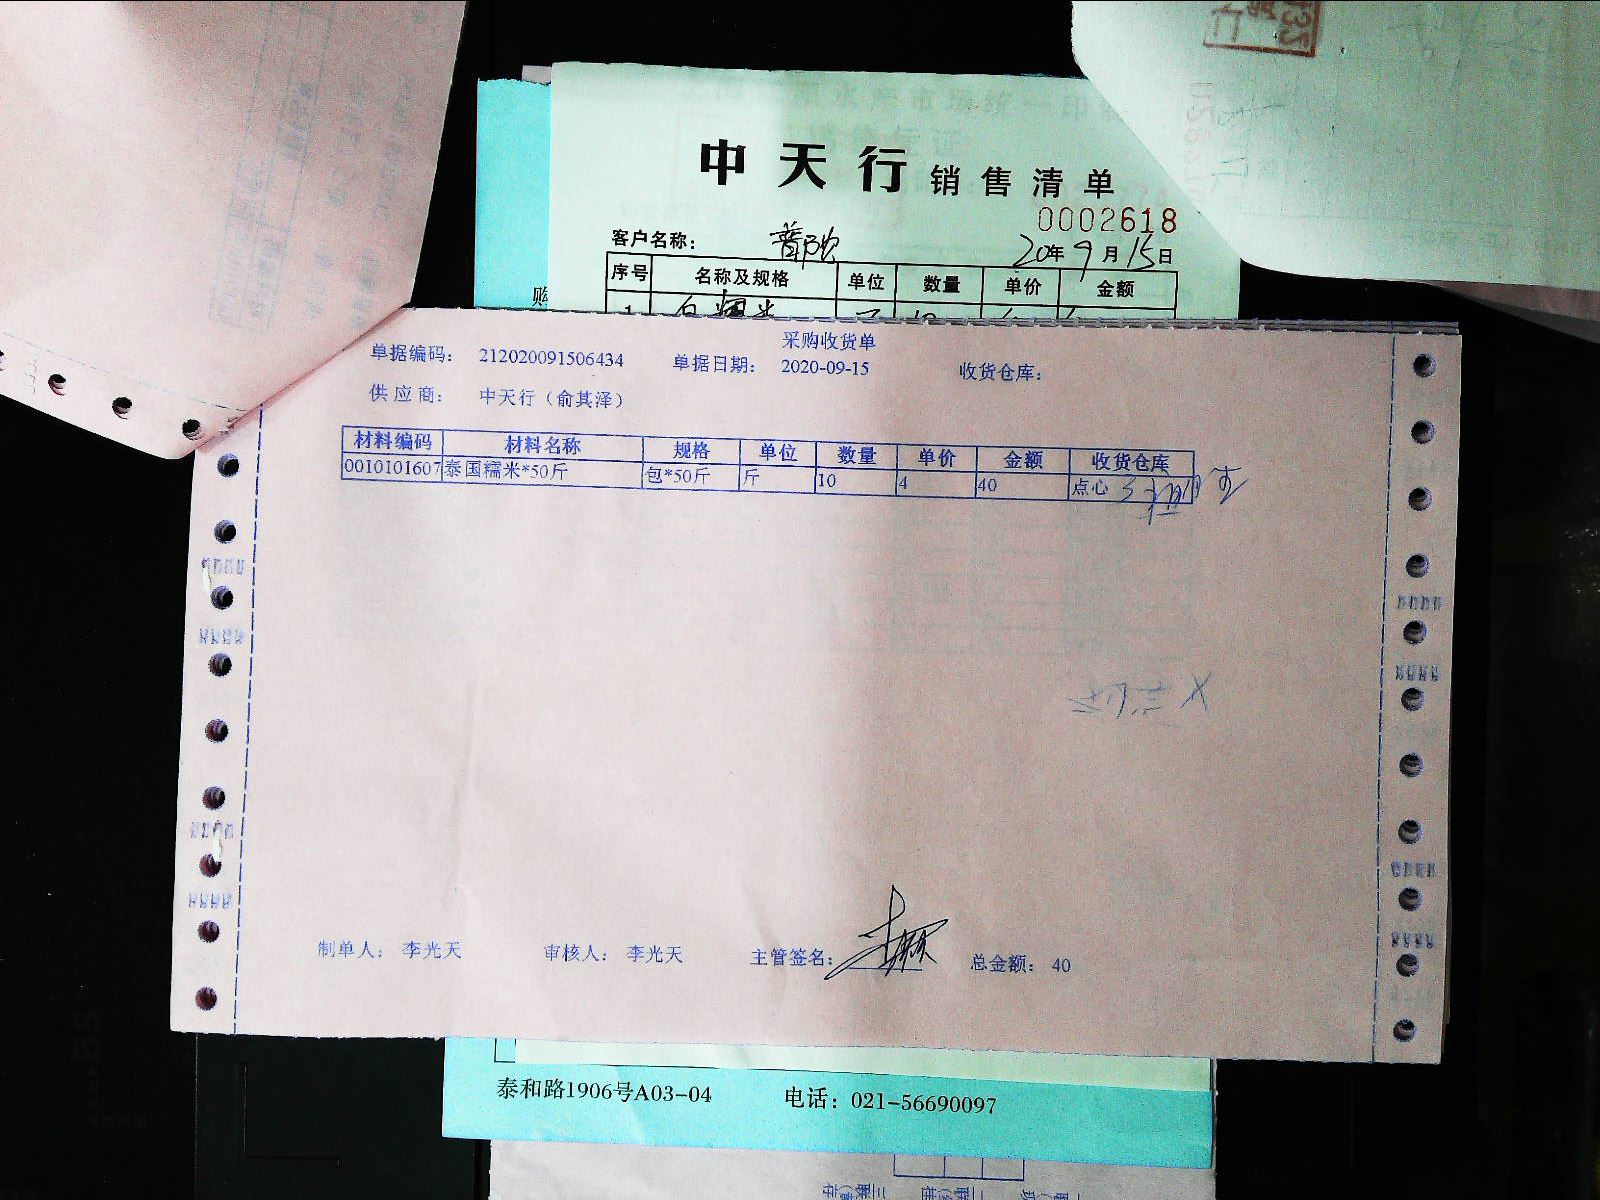 中天行 销售清单
0002618
客户名称: 普陀 20年9月15日
序号 名称及规格 单位 数量 单价 金额
1 白糯米
购
采购收货单
单据编码: 212020091506434 单据日期: 2020-09-15 收货仓库:
供应商: 中天行(俞其泽)
材料编码 材料名称 规格 单位 数量 单价 金额 收货仓库
0010101607 泰国糯米*50斤 包*50斤 斤 10 4 40 点心
制单人: 李光天 审核人: 李光天 主管签名: 总金额: 40
泰和路1906号A03-04 电话: 021-56690097